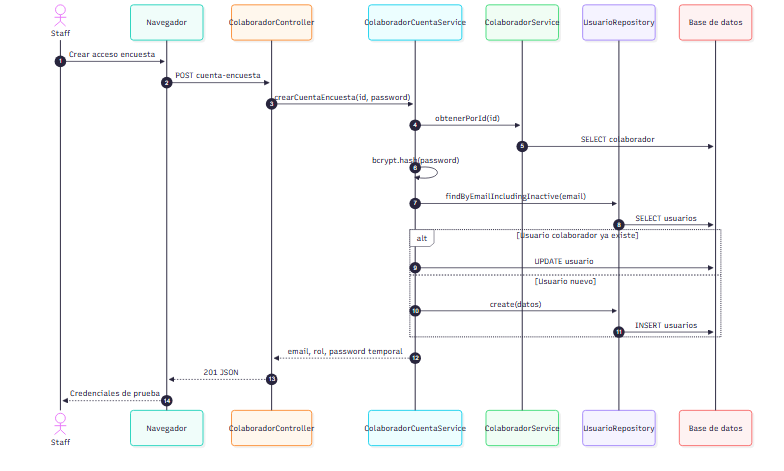 Staff
Navegador
ColaboradorController
ColaboradorCuentaService
ColaboradorService
UsuarioRepository
Base de datos
1 Crear acceso encuesta
2 POST cuenta-encuesta
3 crearCuentaEncuesta(id, password)
4 obtenerPorId(id)
5 SELECT colaborador
6 bcrypt.hash(password)
7 findByEmailIncludingInactive(email)
8 SELECT usuarios
alt [Usuario colaborador ya existe]
9 UPDATE usuario
[Usuario nuevo]
10 create(datos)
11 INSERT usuarios
12 email, rol, password temporal
13 201 JSON
14 Credenciales de prueba
Staff
Navegador
ColaboradorController
ColaboradorCuentaService
ColaboradorService
UsuarioRepository
Base de datos